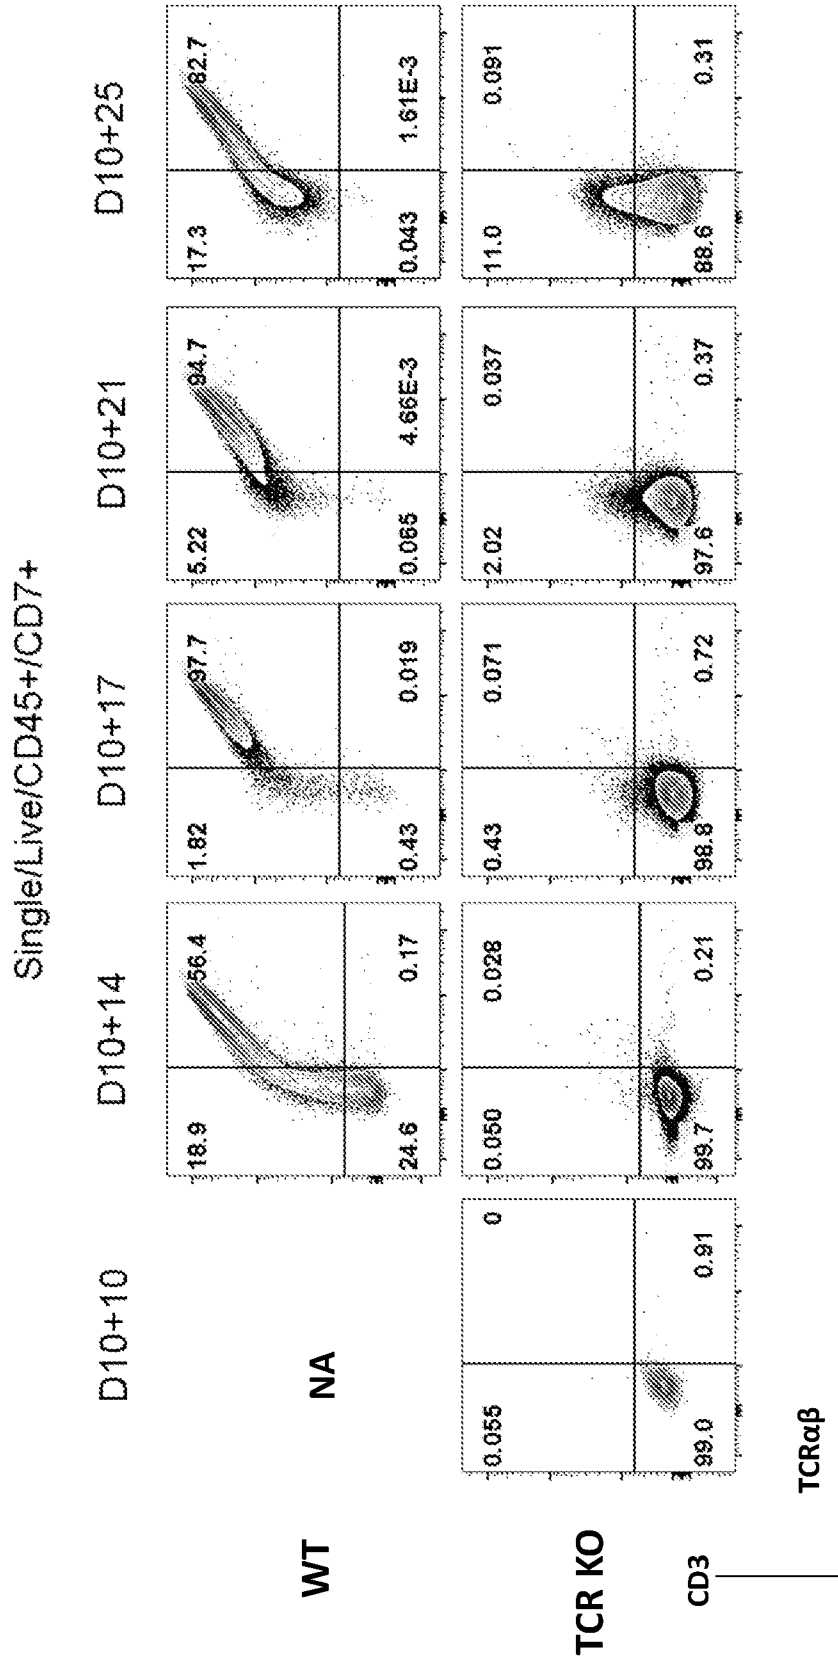 Single/Live/CD45+/CD7+
D10+10
D10+14
D10+17
D10+21
D10+25
WT
NA
18.9
56.4
24.6
0.17
1.82
97.7
0.43
0.019
5.22
94.7
0.065
4.66E-3
17.3
82.7
0.043
1.61E-3
TCR KO
0.055
0
99.0
0.91
0.050
0.028
99.7
0.21
0.43
0.071
98.8
0.72
2.02
0.037
97.6
0.37
11.0
0.091
88.6
0.31
CD3
TCRαβ